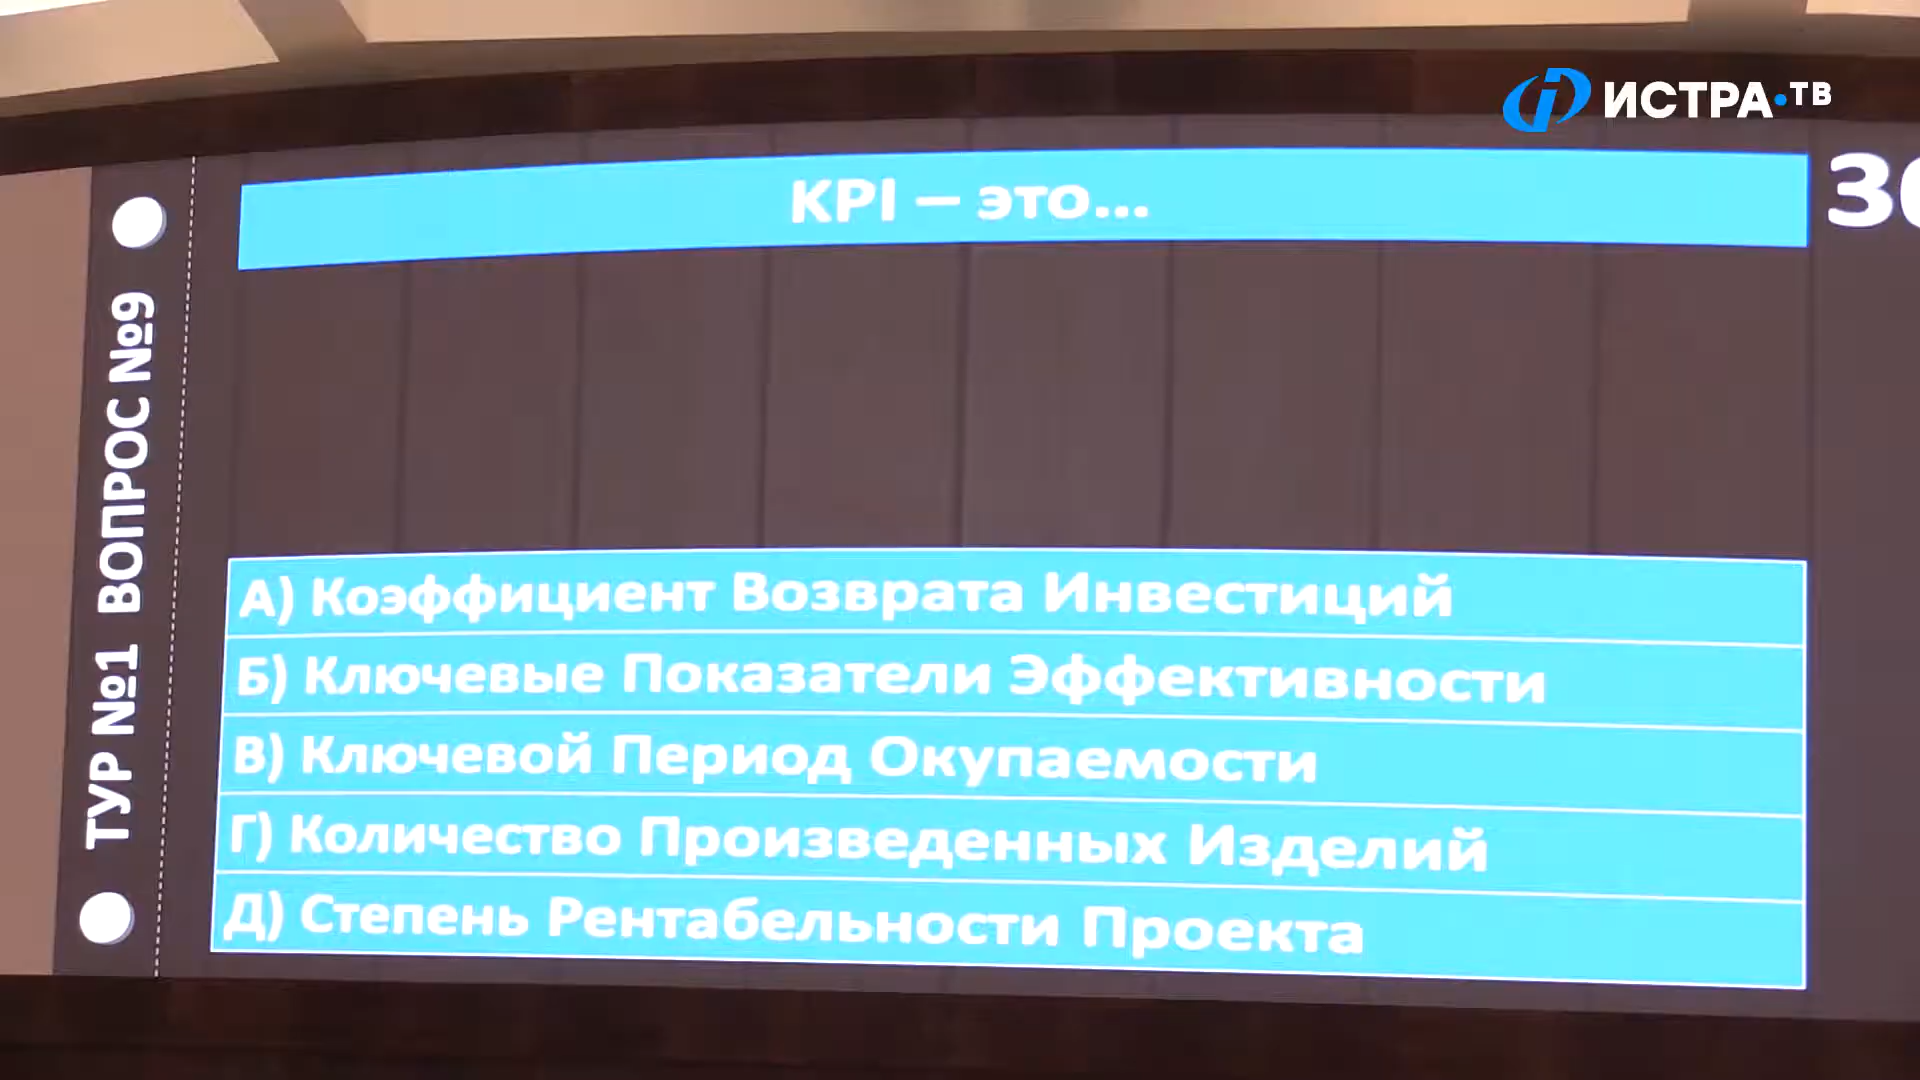 ИСТРА.ТВ
KPI – это...
ТУР №1 ВОПРОС №9
А) Коэффициент Возврата Инвестиций
Б) Ключевые Показатели Эффективности
В) Ключевой Период Окупаемости
Г) Количество Произведенных Изделий
Д) Степень Рентабельности Проекта